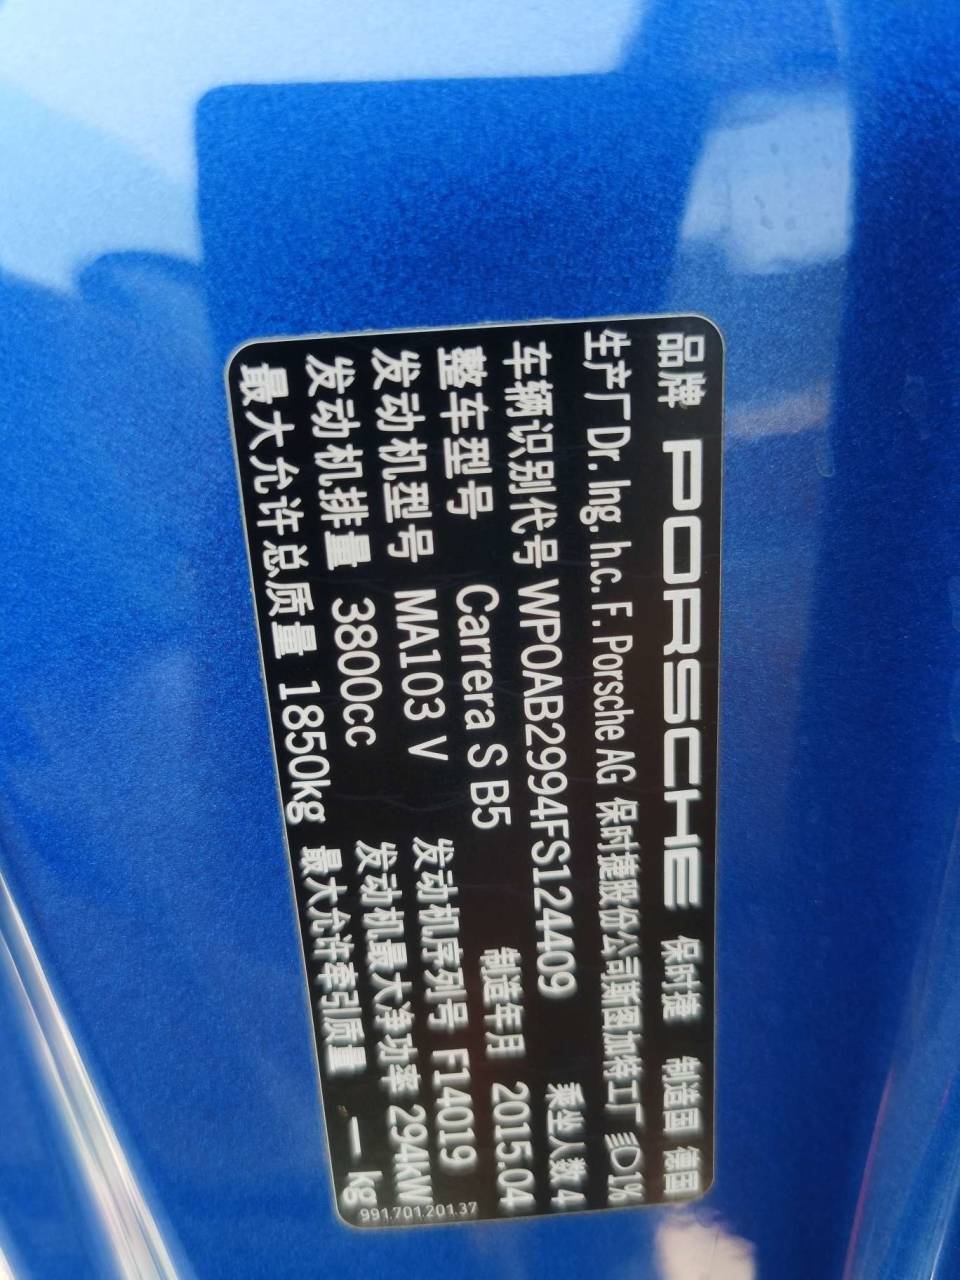 品牌 PORSCHE 保时捷 制造国 德国
生产厂 Dr. Ing. h.c. F. Porsche AG 保时捷股份公司斯图加特工厂 1%
车辆识别代号 WP0AB2994FS124409 乘坐人数 4
整车型号 Carrera S B5 制造年月 2015.04
发动机型号 MA103 V 发动机序列号 F14019
发动机排量 3800cc 发动机最大净功率 294kW
最大允许总质量 1850kg 最大允许牵引质量 — kg
991.701.201.37